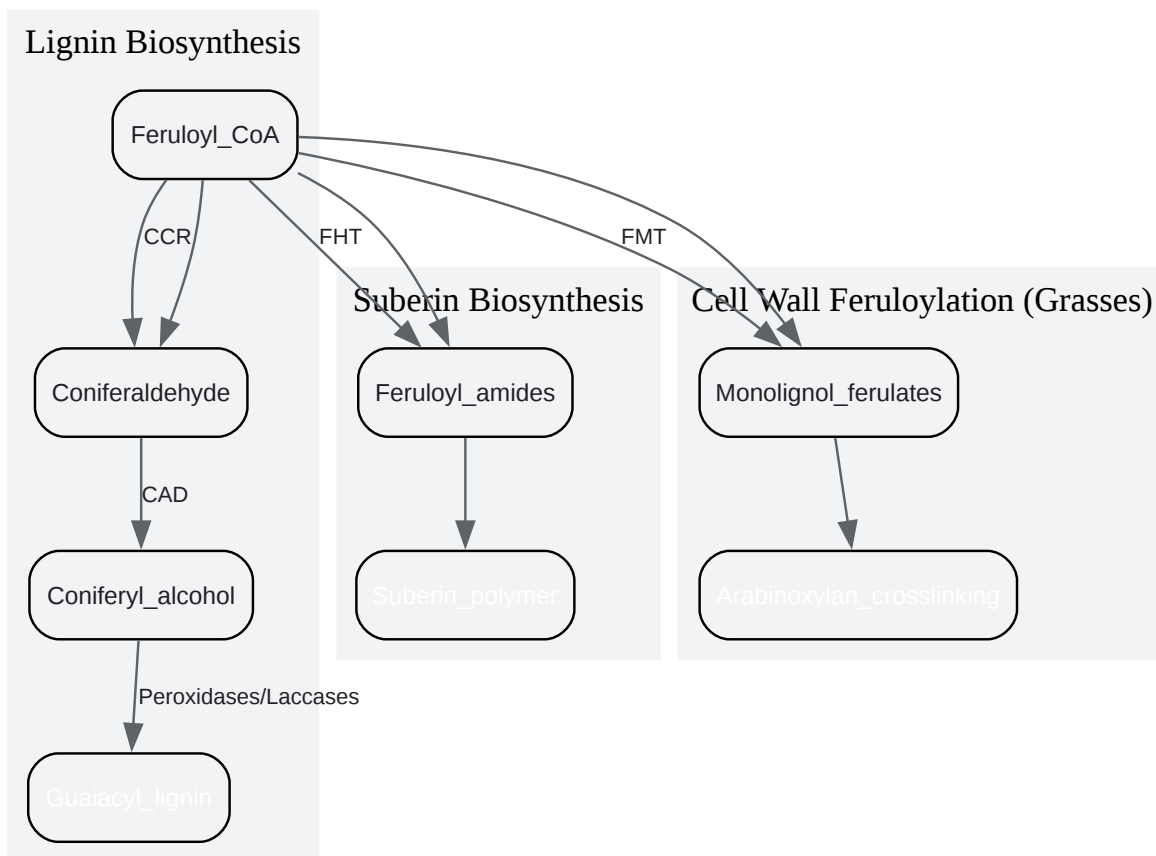 Lignin Biosynthesis
Feruloyl_CoA
CCR
FHT
FMT
Suberin Biosynthesis
Cell Wall Feruloylation (Grasses)
Coniferaldehyde
Feruloyl_amides
Monolignol_ferulates
CAD
Coniferyl_alcohol
Suberin_polymer
Arabinoxylan_crosslinking
Peroxidases/Laccases
Guaiacyl_lignin